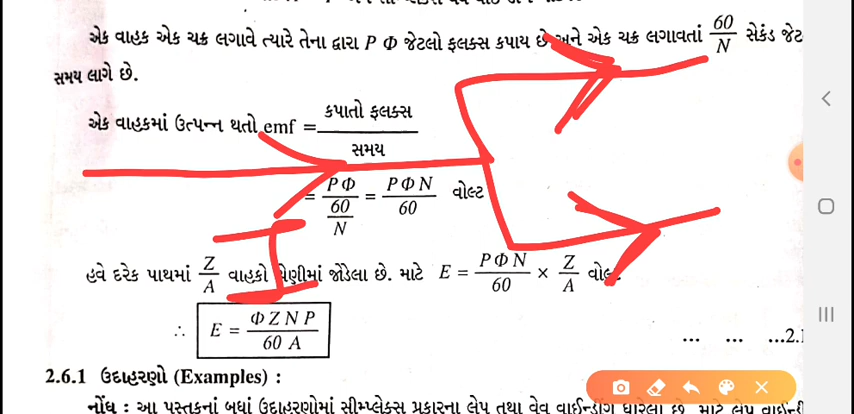 એક વાહક એક ચક્ર લગાવે ત્યારે તેના દ્વારા P Φ જેટલો ફ્લક્સ કપાય છે અને એક ચક્ર લગાવતાં 60/N સેકંડ જેટ
સમય લાગે છે.
એક વાહકમાં ઉત્પન્ન થતો emf = કપાતો ફ્લક્સ / સમય
= PΦ / (60/N) = PΦN / 60 વોલ્ટ
હવે દરેક પાથમાં Z/A વાહકો શ્રેણીમાં જોડેલા છે. માટે E = PΦN / 60 × Z/A વોલ્ટ
∴ E = ΦZNP / 60 A
... ... ...2.
2.6.1 ઉદાહરણો (Examples) :
નોંધ : આ પુસ્તકનાં બધાં ઉદાહરણોમાં સીમ્પ્લેક્સ પ્રકારના લેપ તથા વેવ વાઈન્ડીંગ